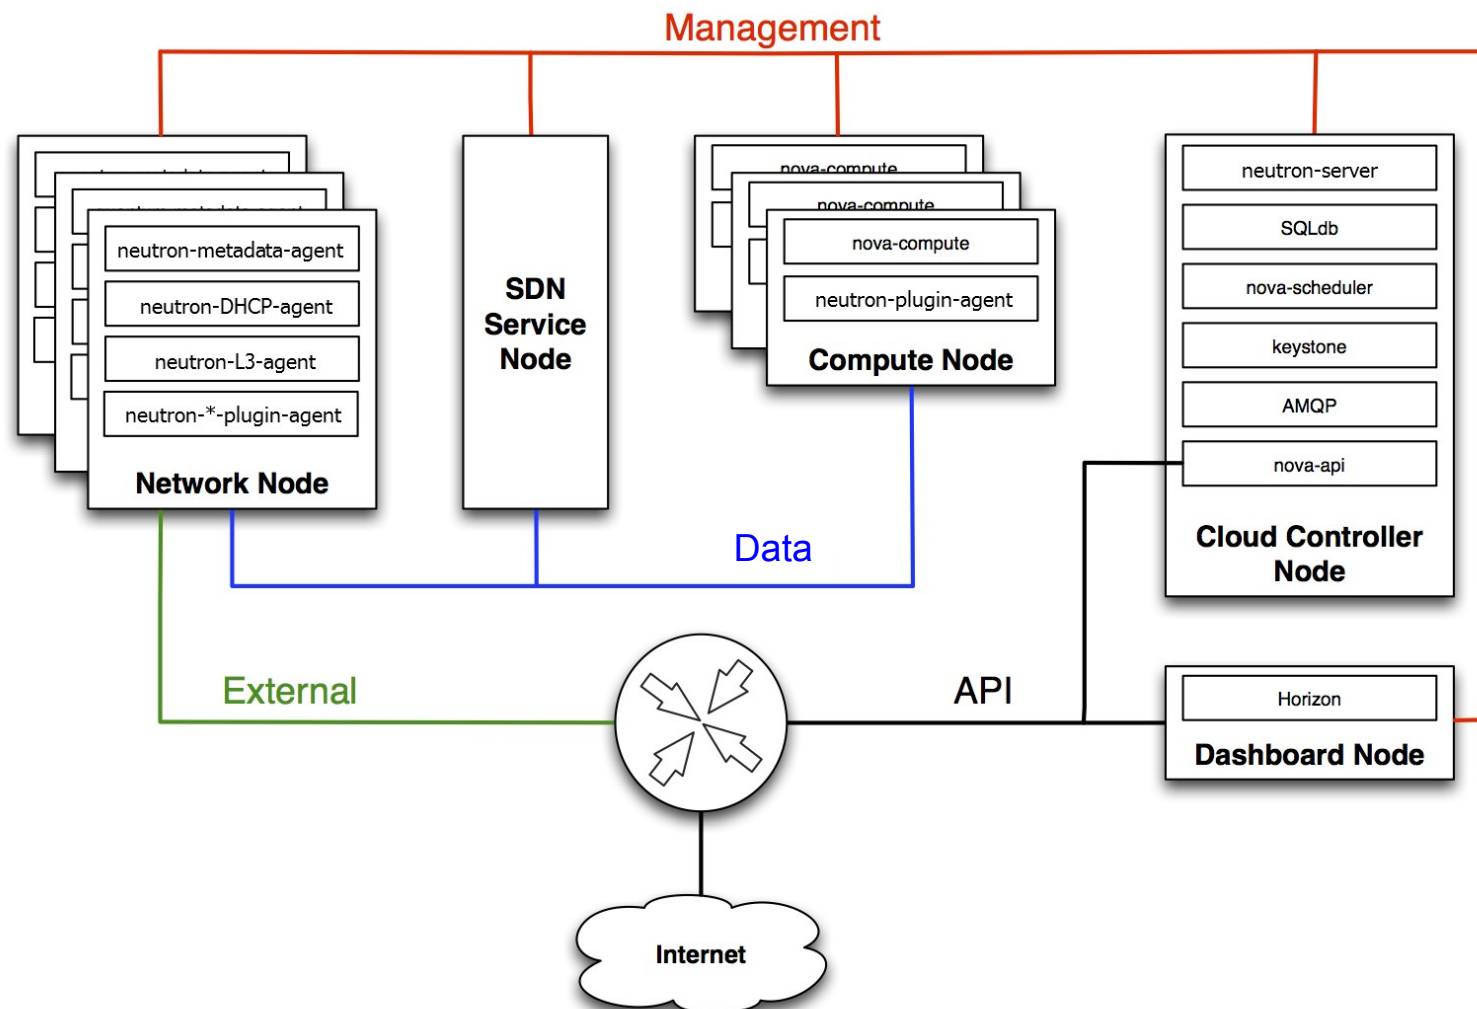 Management
neutron-metadata-agent
neutron-DHCP-agent
neutron-L3-agent
neutron-*-plugin-agent
Network Node
SDN
Service
Node
nova-compute
nova-compute
nova-compute
neutron-plugin-agent
Compute Node
neutron-server
SQLdb
nova-scheduler
keystone
AMQP
nova-api
Cloud Controller
Node
Data
External
API
Horizon
Dashboard Node
Internet